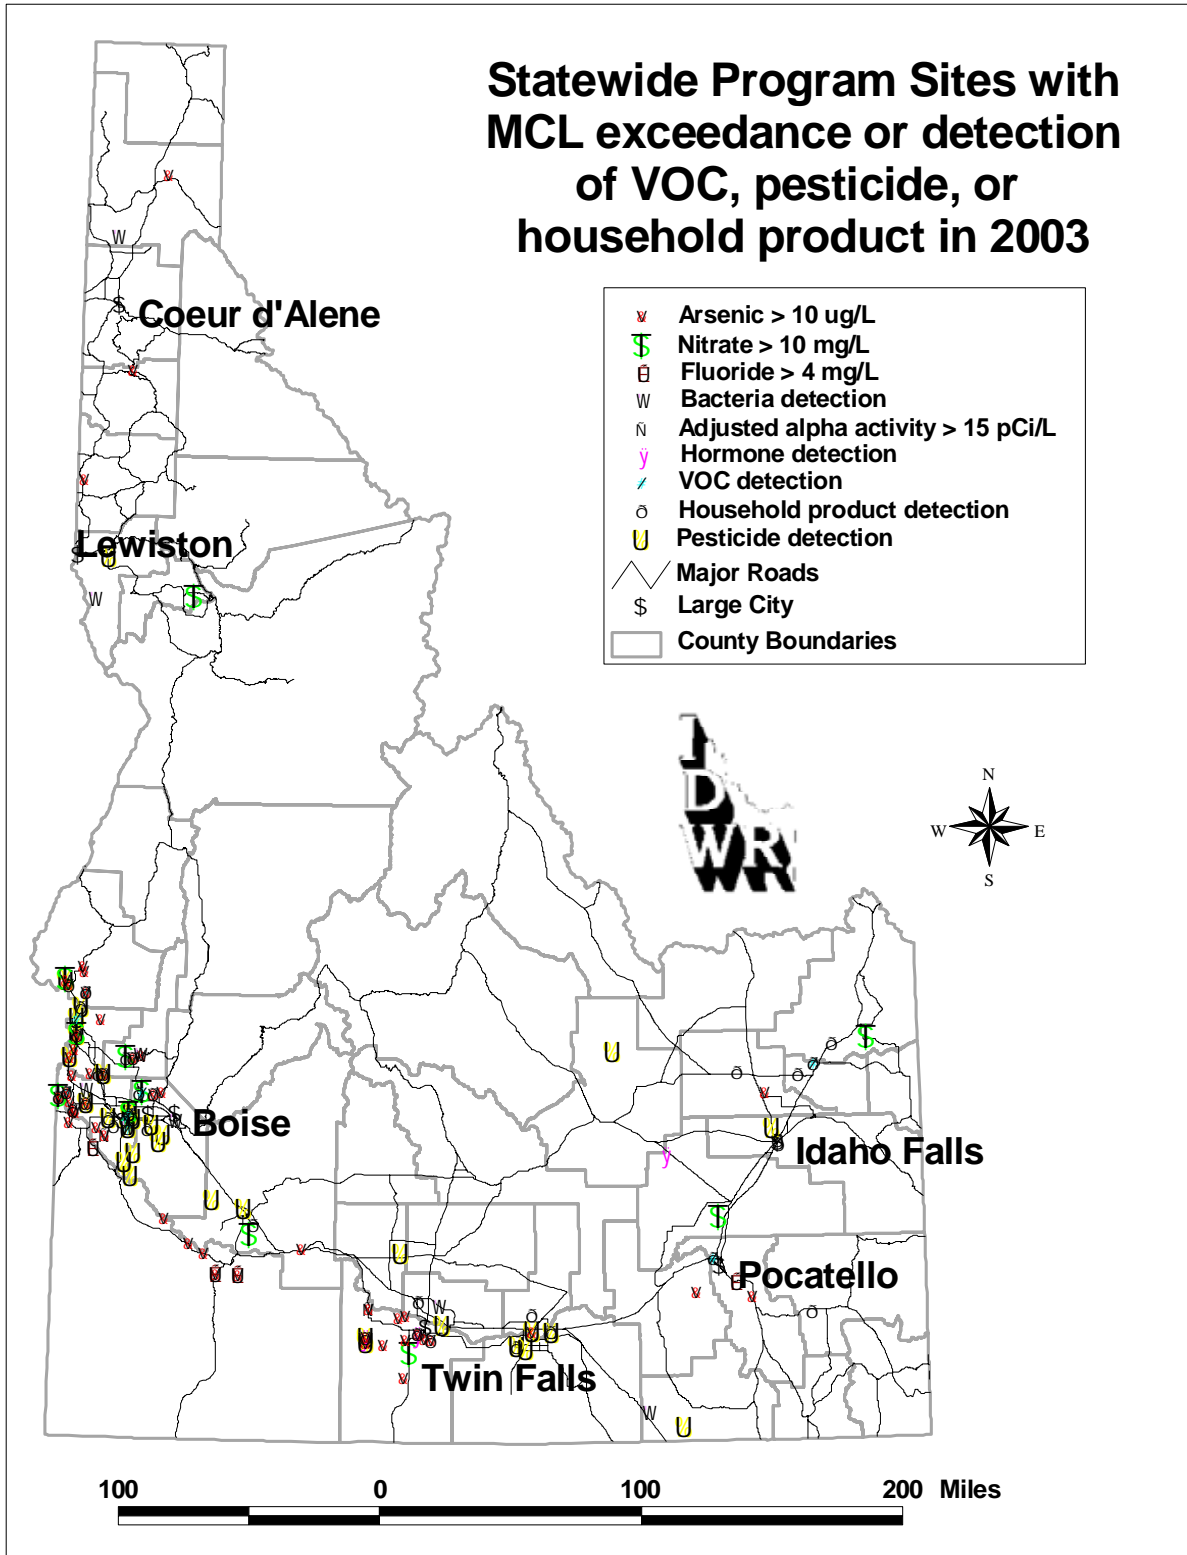 Statewide Program Sites with
MCL exceedance or detection
of VOC, pesticide, or
household product in 2003
Arsenic > 10 ug/L
Nitrate > 10 mg/L
Fluoride > 4 mg/L
Bacteria detection
Adjusted alpha activity > 15 pCi/L
Hormone detection
VOC detection
Household product detection
Pesticide detection
Major Roads
$ Large City
County Boundaries
Coeur d'Alene
Lewiston
I
D
WR
N
W E
S
Boise
Idaho Falls
Pocatello
Twin Falls
100 0 100 200 Miles